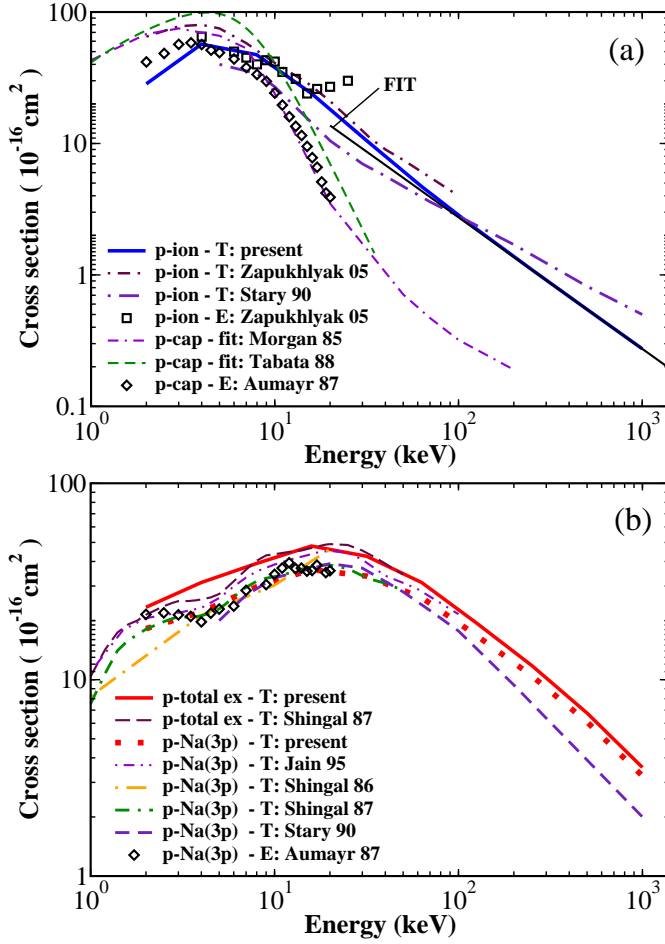 100
(a)
FIT
10
1
0.1
Cross section ( 10^-16 cm^2 )
p-ion - T: present
p-ion - T: Zapukhlyak 05
p-ion - T: Stary 90
p-ion - E: Zapukhlyak 05
p-cap - fit: Morgan 85
p-cap - fit: Tabata 88
p-cap - E: Aumayr 87
10^0 10^1 10^2 10^3
Energy (keV)
100
(b)
10
1
Cross section ( 10^-16 cm^2 )
p-total ex - T: present
p-total ex - T: Shingal 87
p-Na(3p) - T: present
p-Na(3p) - T: Jain 95
p-Na(3p) - T: Shingal 86
p-Na(3p) - T: Shingal 87
p-Na(3p) - T: Stary 90
p-Na(3p) - E: Aumayr 87
10^0 10^1 10^2 10^3
Energy (keV)